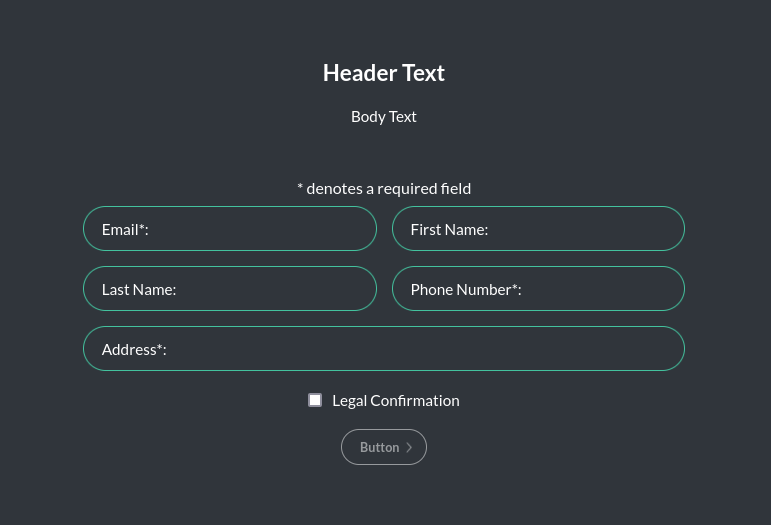 Header Text
Body Text
* denotes a required field
Email*:
First Name:
Last Name:
Phone Number*:
Address*:
Legal Confirmation
Button